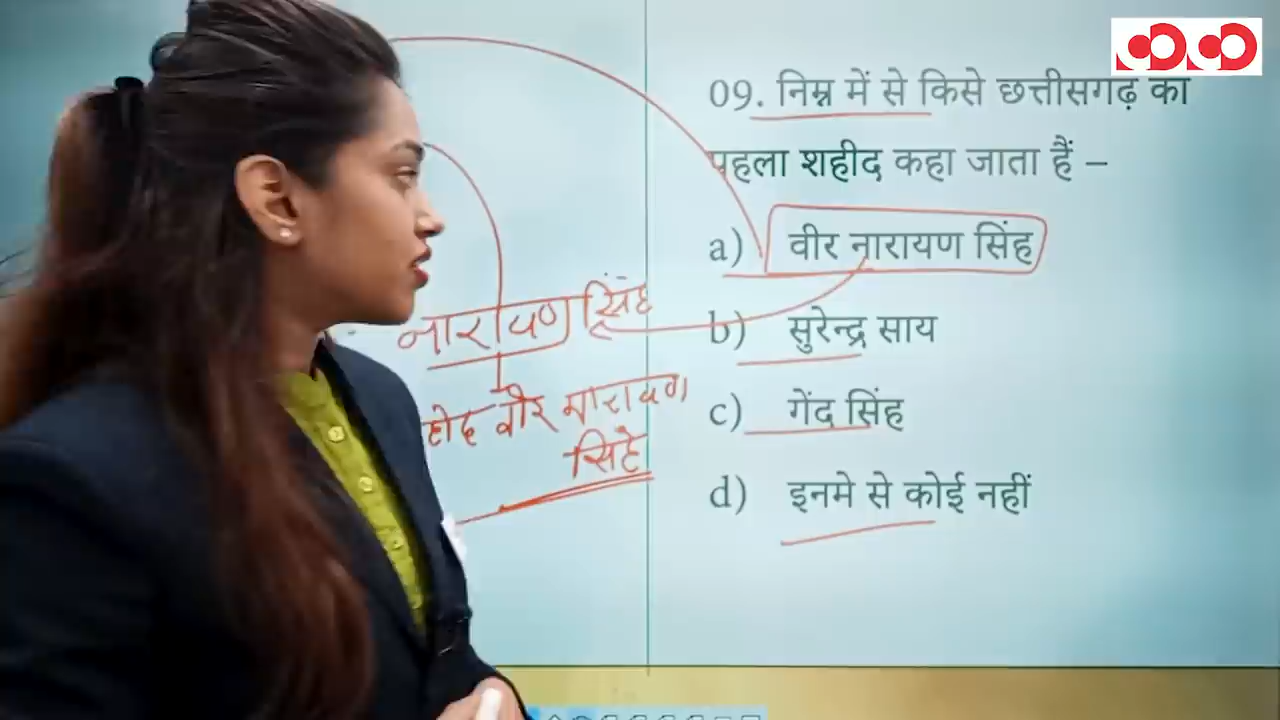 09. निम्न में से किसे छत्तीसगढ़ का
पहला शहीद कहा जाता हैं –
a) वीर नारायण सिंह
b) सुरेन्द्र साय
c) गेंद सिंह
d) इनमे से कोई नहीं
नारायण सिंह
वीर नारायण
सिंह